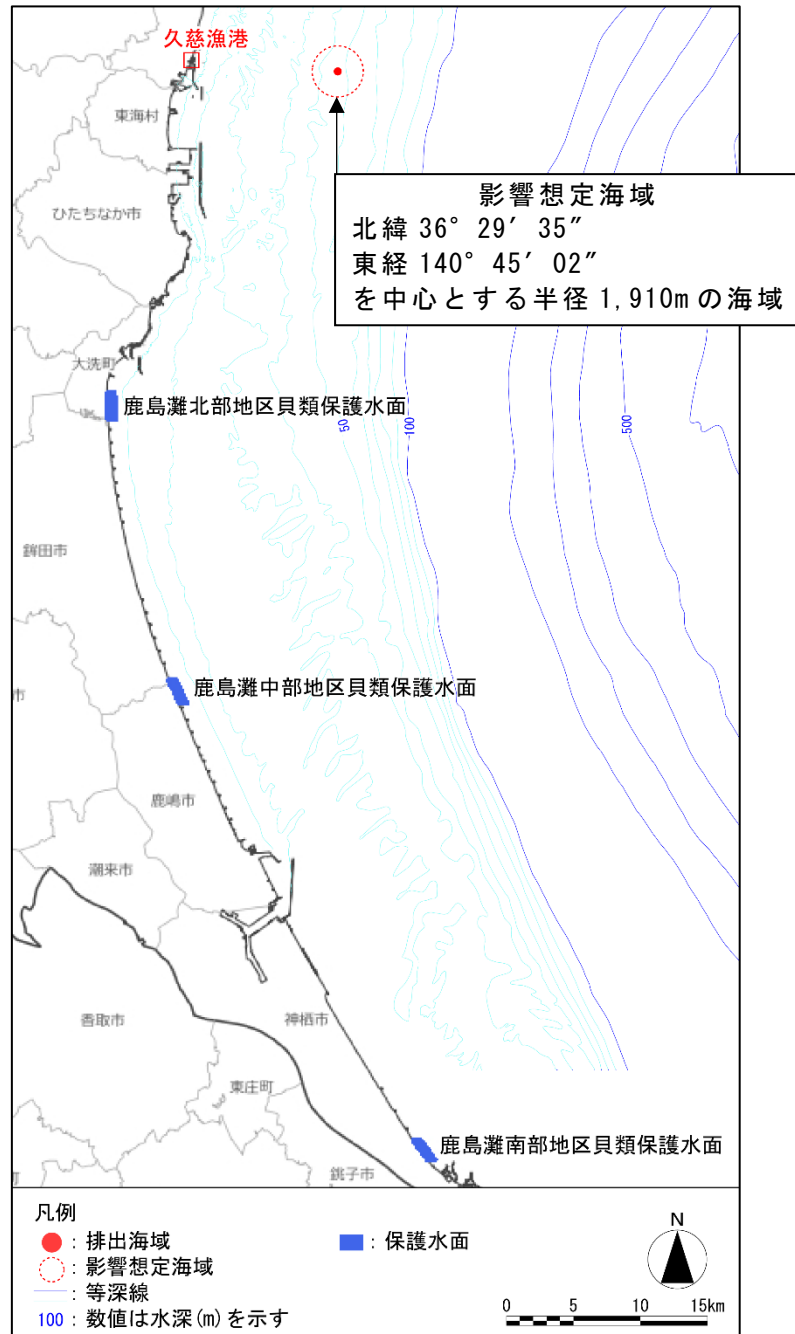 久慈漁港
東海村
影響想定海域
北緯 36° 29′ 35″
東経 140° 45′ 02″
を中心とする半径 1,910m の海域
ひたちなか市
大洗町
鹿島灘北部地区貝類保護水面
50
100
500
鉾田市
鹿島灘中部地区貝類保護水面
市
鹿嶋市
潮来市
香取市
神栖市
東庄町
鹿島灘南部地区貝類保護水面
銚子市
凡例
：排出海域
：保護水面
：影響想定海域
：等深線
100：数値は水深(m)を示す
N
0 5 10 15km